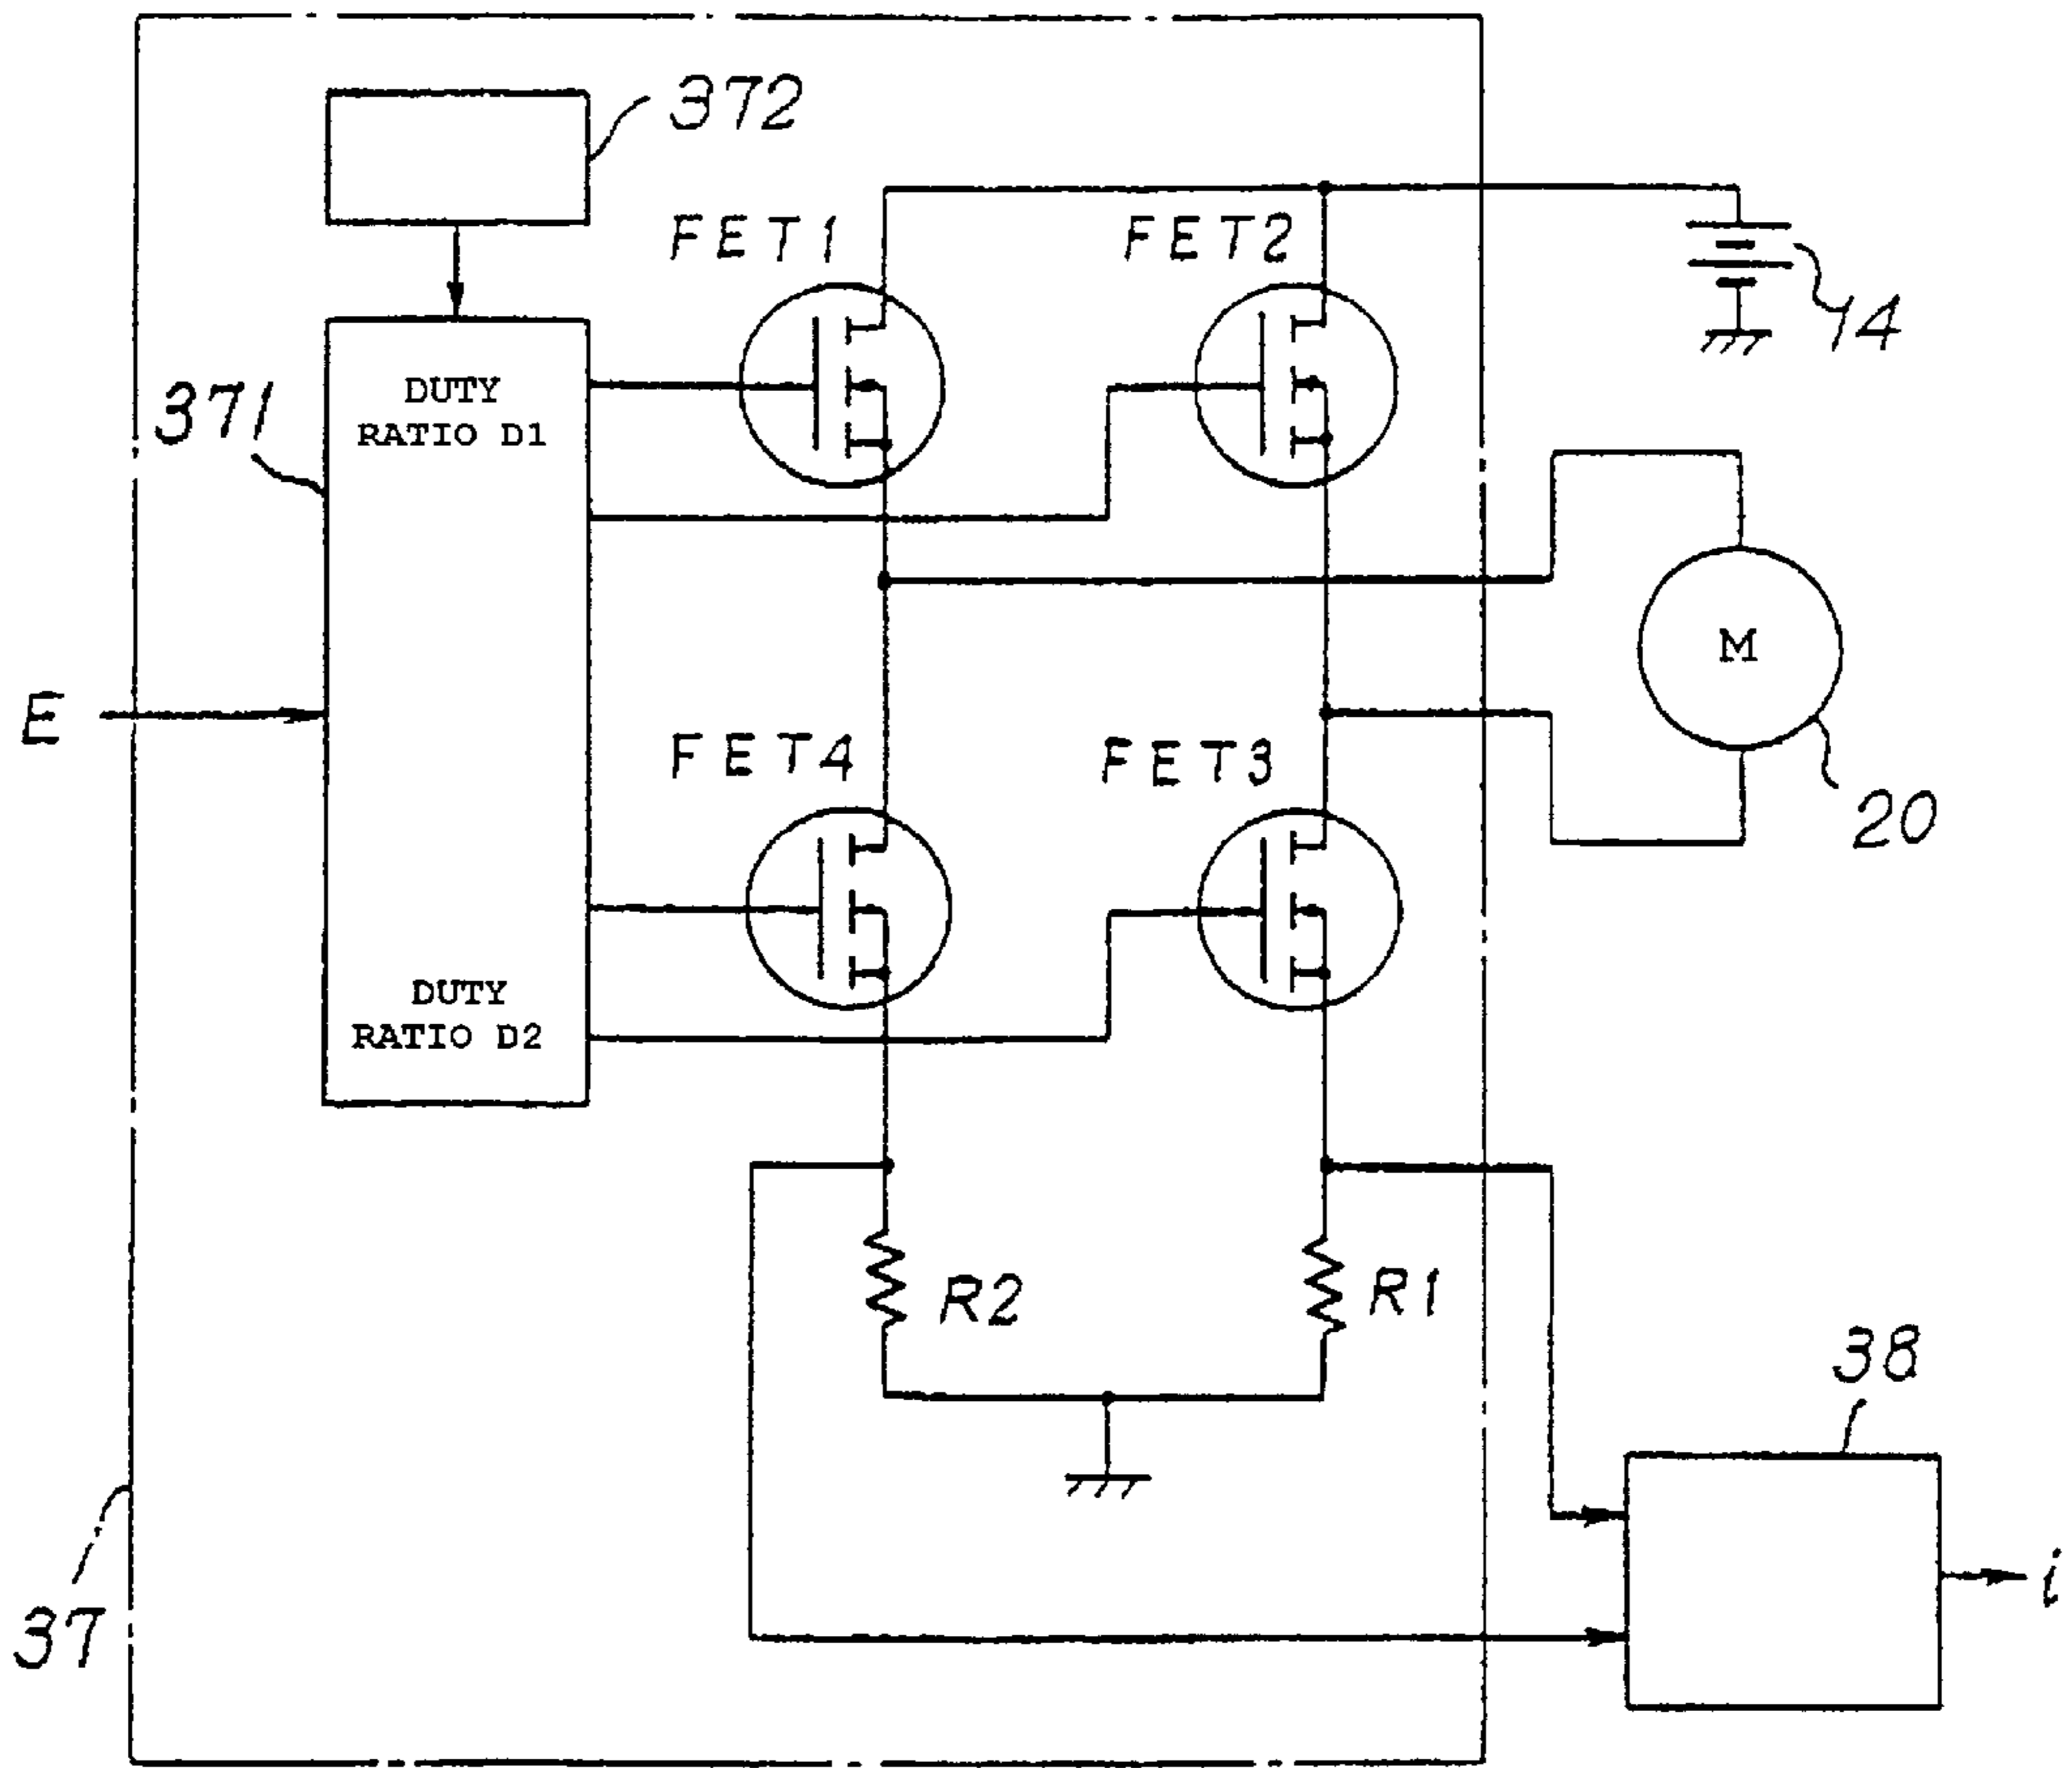 372
FET1
FET2
14
371
DUTY
RATIO D1
M
E
FET4
FET3
20
DUTY
RATIO D2
R2
R1
38
i
37